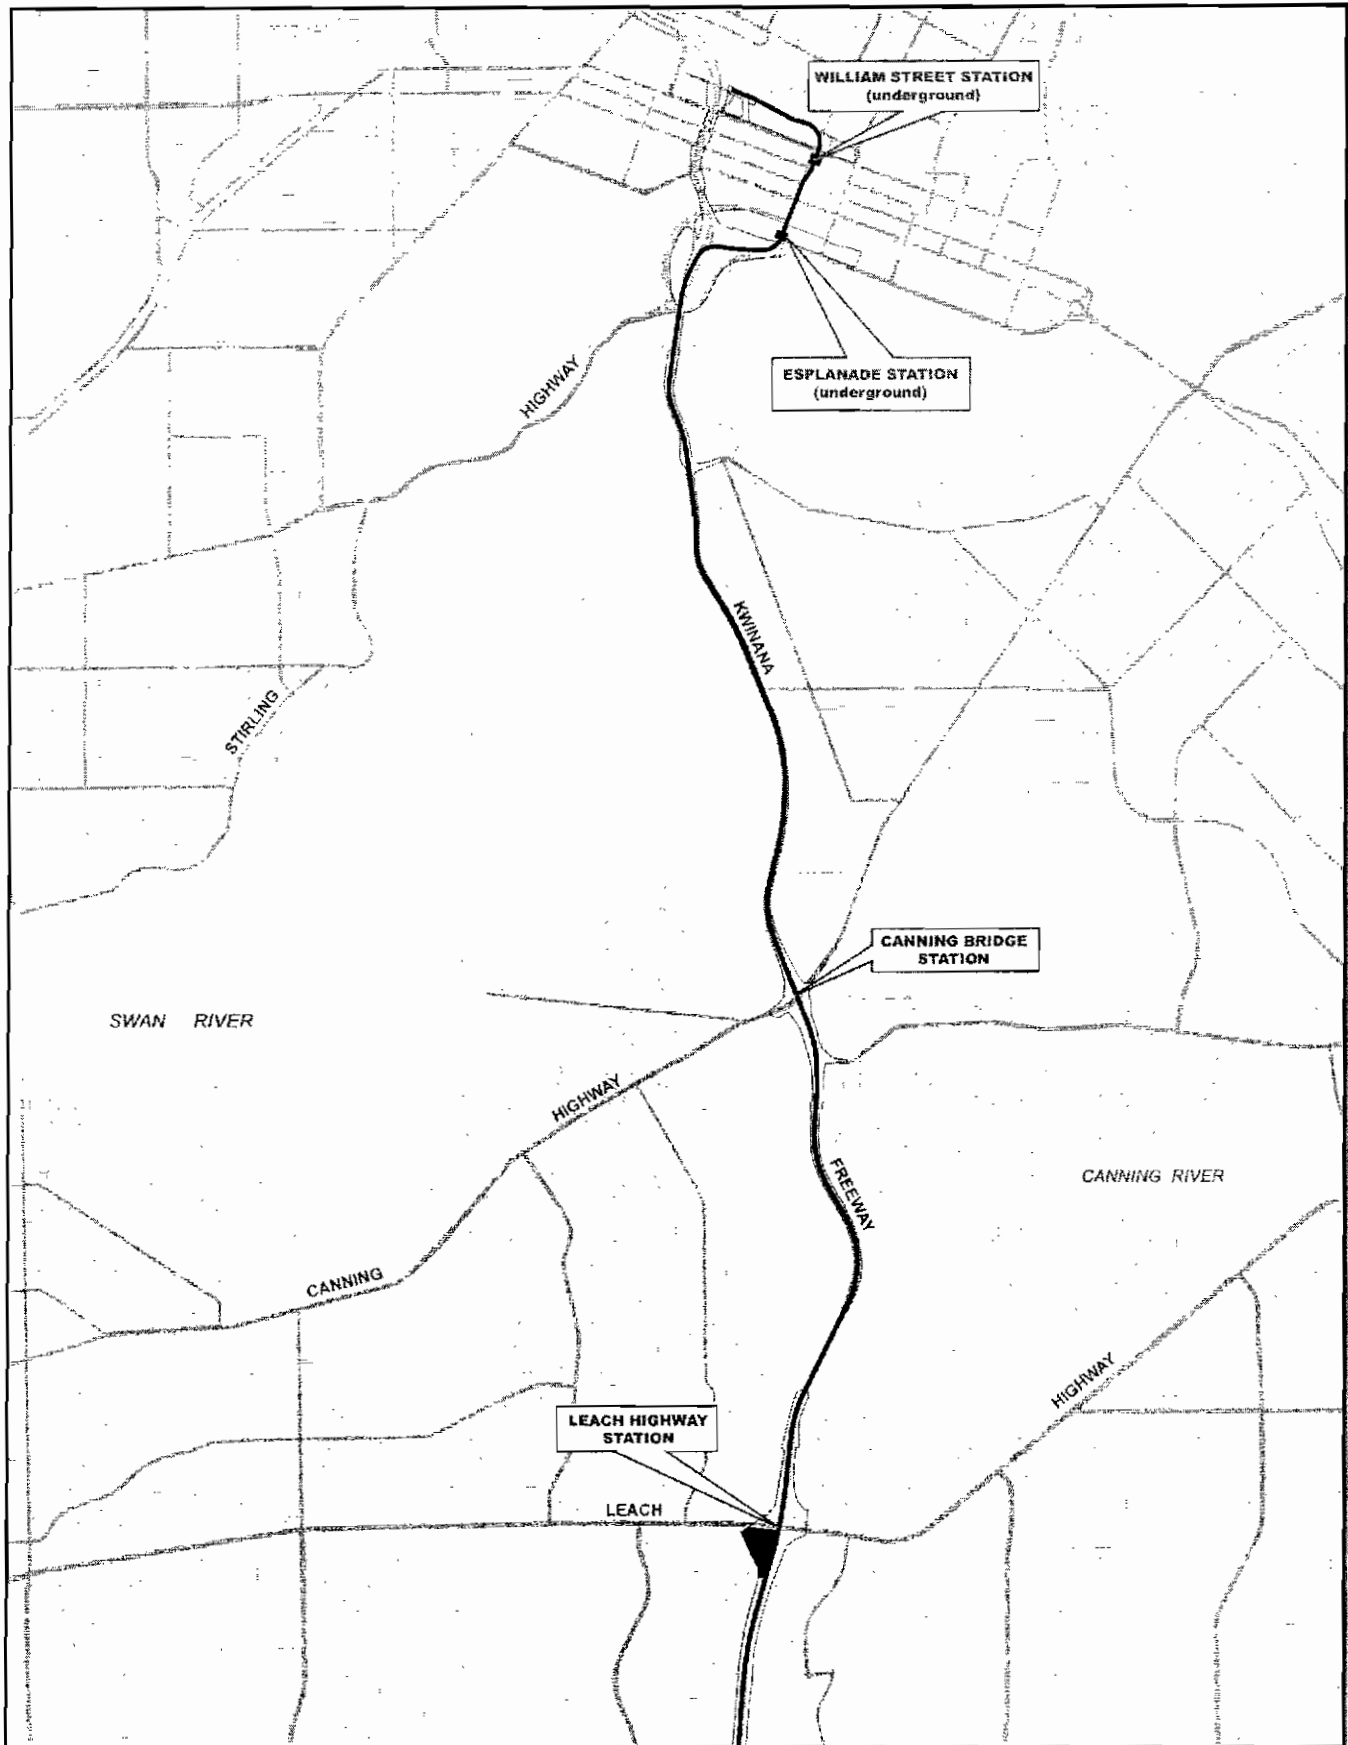 WILLIAM STREET STATION
(underground)
ESPLANADE STATION
(underground)
HIGHWAY
KWINANA
STIRLING
CANNING BRIDGE
STATION
SWAN RIVER
HIGHWAY
CANNING RIVER
FREEWAY
CANNING
HIGHWAY
LEACH HIGHWAY
STATION
LEACH